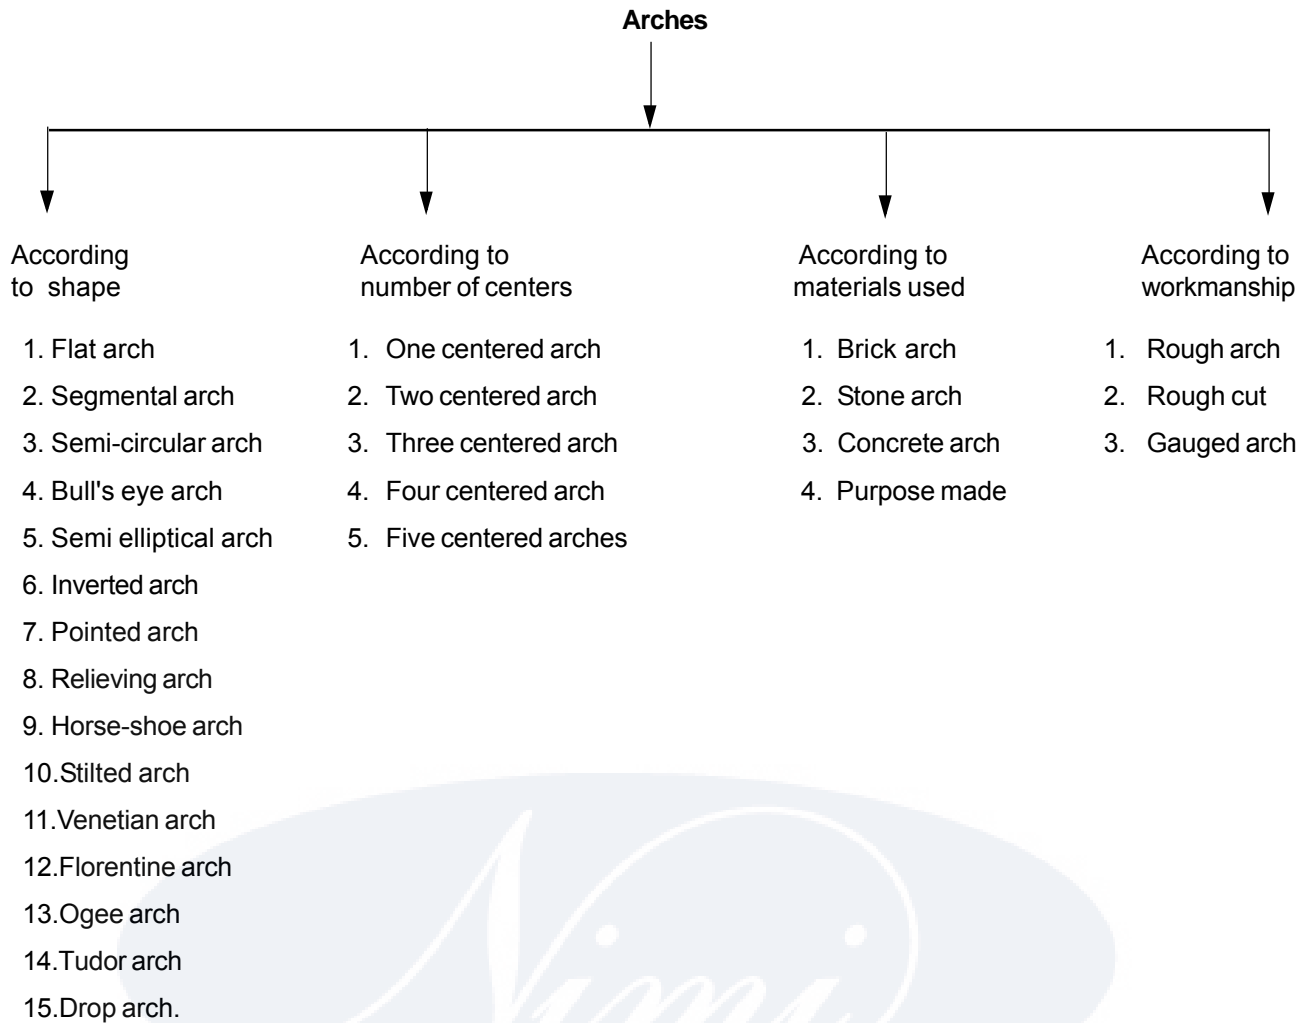 Arches
According
to shape
1. Flat arch
2. Segmental arch
3. Semi-circular arch
4. Bull's eye arch
5. Semi elliptical arch
6. Inverted arch
7. Pointed arch
8. Relieving arch
9. Horse-shoe arch
10.Stilted arch
11.Venetian arch
12.Florentine arch
13.Ogee arch
14.Tudor arch
15.Drop arch.
According to
number of centers
1. One centered arch
2. Two centered arch
3. Three centered arch
4. Four centered arch
5. Five centered arches
According to
materials used
1. Brick arch
2. Stone arch
3. Concrete arch
4. Purpose made
According to
workmanship
1. Rough arch
2. Rough cut
3. Gauged arch
Nimi